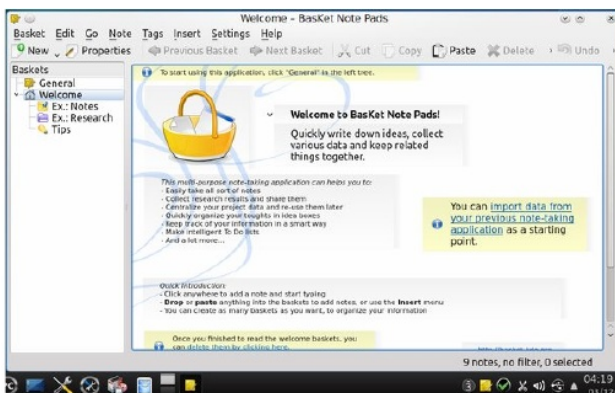 Welcome - BasKet Note Pads
Basket Edit Go Note Tags Insert Settings Help
New Properties Previous Basket Next Basket Cut Copy Paste Delete Undo
Baskets
General
Welcome
Ex.: Notes
Ex.: Research
Tips
To start using this application, click "General" in the left tree.
Welcome to BasKet Note Pads!
Quickly write down ideas, collect
various data and keep related
things together.
This multi-purpose note-taking application can helps you to:
- Easily take all sort of notes
- Collect research results and share them
- Centralize your project data and re-use them later
- Quickly organize your toughts in idea boxes
- Keep track of your information in a smart way
- Make intelligent To Do lists
- And a lot more...
You can import data from
your previous note-taking
application as a starting
point.
Quick Introduction:
- Click anywhere to add a note and start typing
- Drop or paste anything into the baskets to add notes, or use the Insert menu
- You can create as many baskets as you want, to organize your information
Once you finished to read the welcome baskets, you
can delete them by clicking here.
9 notes, no filter, 0 selected
04:19